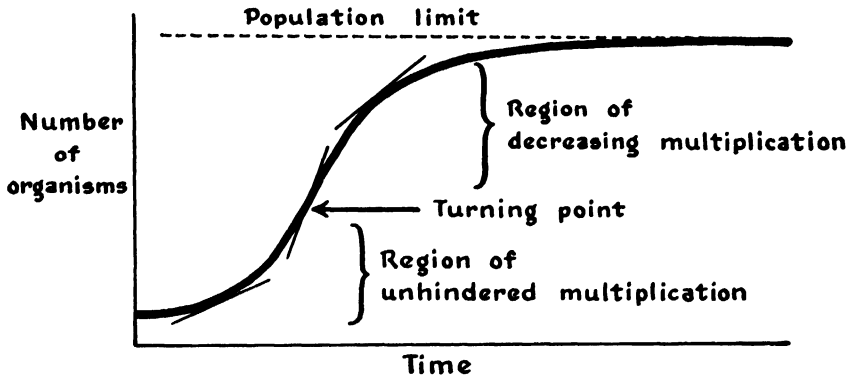 Population limit
Number
of
organisms
Region of
decreasing multiplication
Turning point
Region of
unhindered multiplication
Time